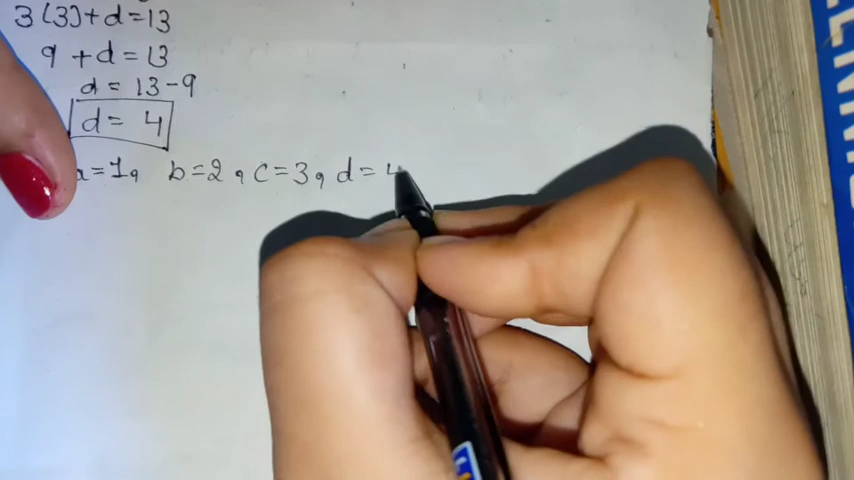 3(3)+d=13
9 +d = 13
d = 13-9
d = 4
a=1, b=2, c=3, d=4